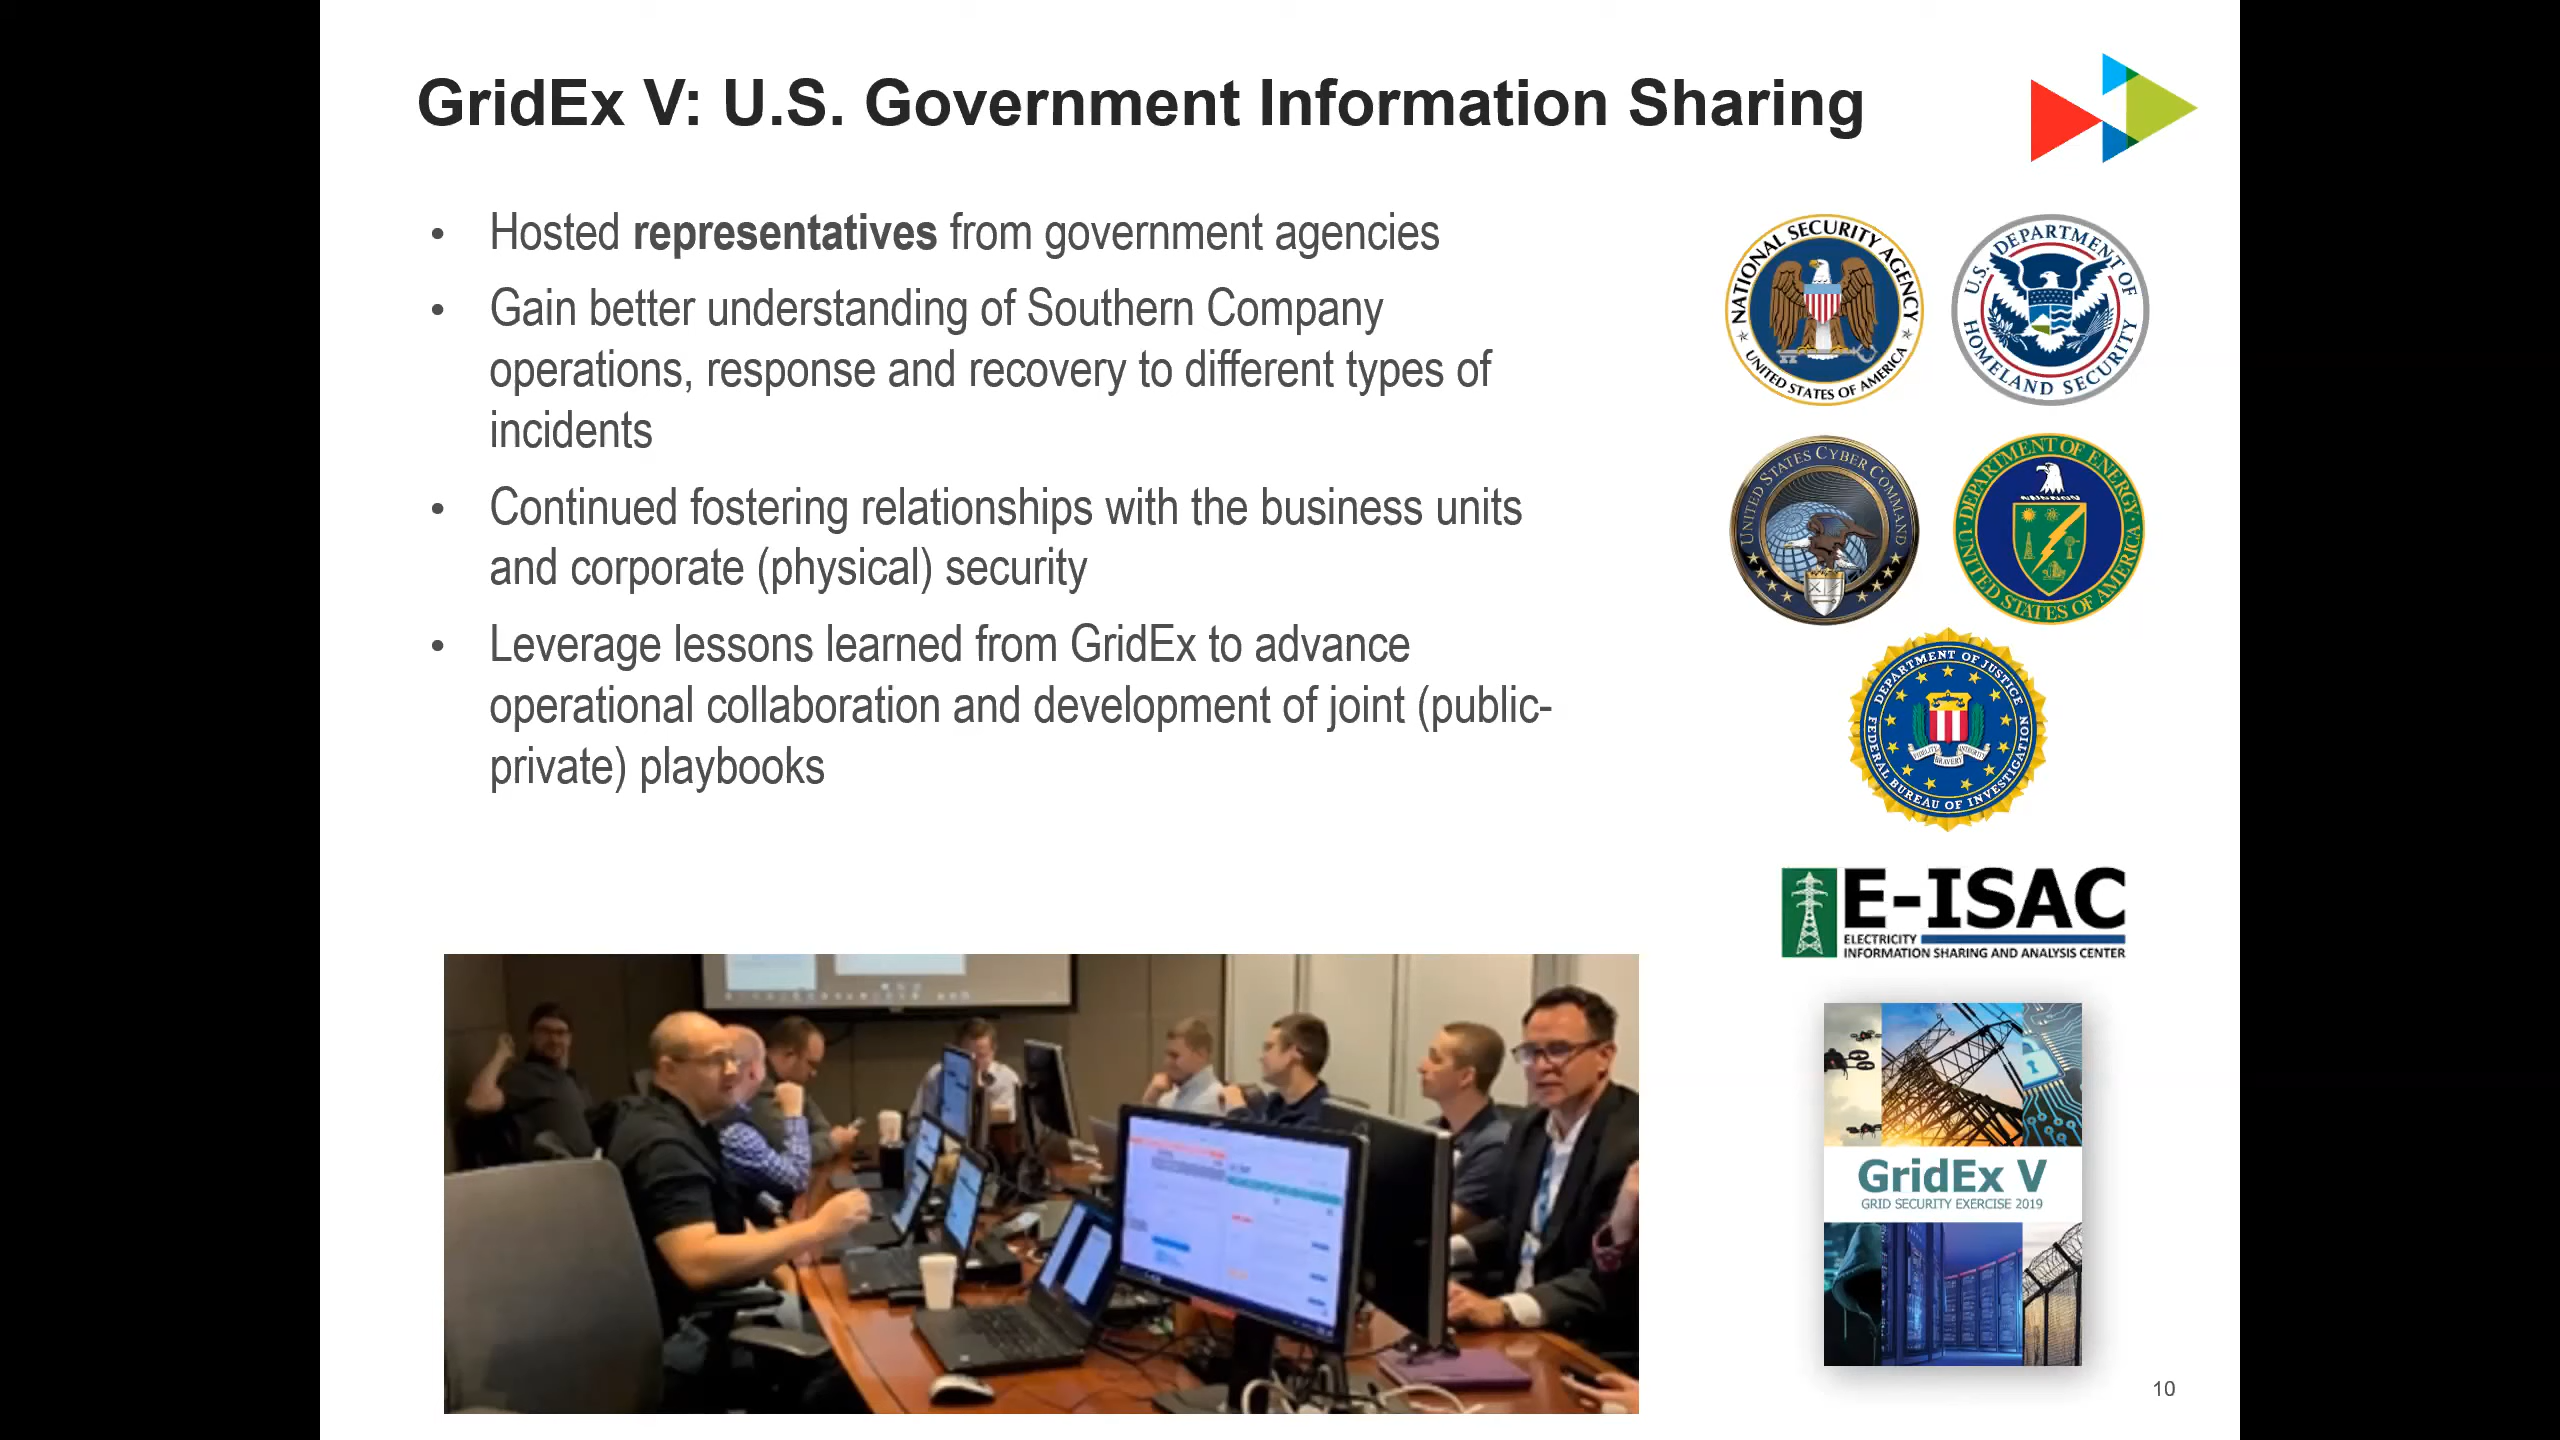 GridEx V: U.S. Government Information Sharing
• Hosted representatives from government agencies
• Gain better understanding of Southern Company
operations, response and recovery to different types of
incidents
• Continued fostering relationships with the business units
and corporate (physical) security
• Leverage lessons learned from GridEx to advance
operational collaboration and development of joint (public-
private) playbooks
NATIONAL SECURITY AGENCY
UNITED STATES OF AMERICA
U.S. DEPARTMENT OF
HOMELAND SECURITY
UNITED STATES CYBER COMMAND
DEPARTMENT OF ENERGY
UNITED STATES OF AMERICA
DEPARTMENT OF JUSTICE
FEDERAL BUREAU OF INVESTIGATION
FIDELITY BRAVERY INTEGRITY
E-ISAC
ELECTRICITY
INFORMATION SHARING AND ANALYSIS CENTER
GridEx V
GRID SECURITY EXERCISE 2019
10